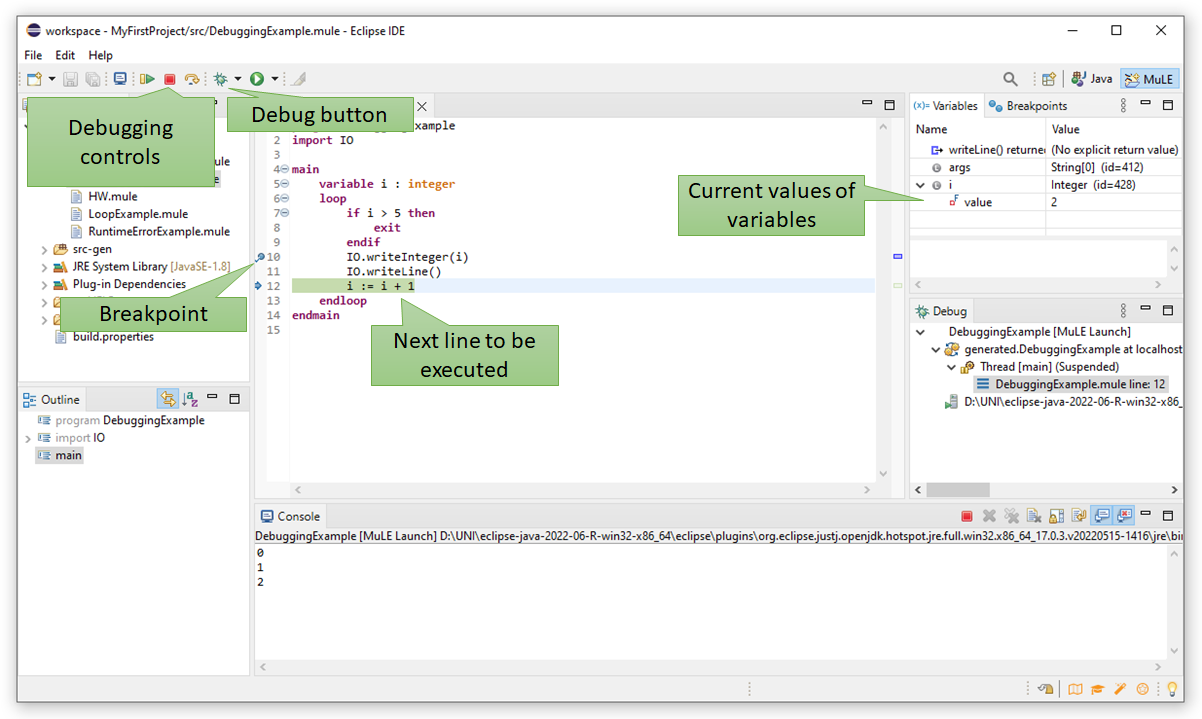 workspace - MyFirstProject/src/DebuggingExample.mule - Eclipse IDE
File Edit Help
Java MuLE
Debugging
controls
Debug button
HW.mule
LoopExample.mule
RuntimeErrorExample.mule
src-gen
JRE System Library [JavaSE-1.8]
Plug-in Dependencies
Breakpoint
build.properties
2 import IO
3
4 main
5 variable i : integer
6 loop
7 if i > 5 then
8 exit
9 endif
10 IO.writeInteger(i)
11 IO.writeLine()
12 i := i + 1
13 endloop
14 endmain
15
Next line to be
executed
Current values of
variables
(x)= Variables Breakpoints
Name Value
writeLine() returned (No explicit return value)
args String[0] (id=412)
i Integer (id=428)
value 2
Debug
DebuggingExample [MuLE Launch]
generated.DebuggingExample at localhost
Thread [main] (Suspended)
DebuggingExample.mule line: 12
D:\UNI\eclipse-java-2022-06-R-win32-x86_
Outline
program DebuggingExample
import IO
main
Console
DebuggingExample [MuLE Launch] D:\UNI\eclipse-java-2022-06-R-win32-x86_64\eclipse\plugins\org.eclipse.justj.openjdk.hotspot.jre.full.win32.x86_64_17.0.3.v20220515-1416\jre\bin
0
1
2